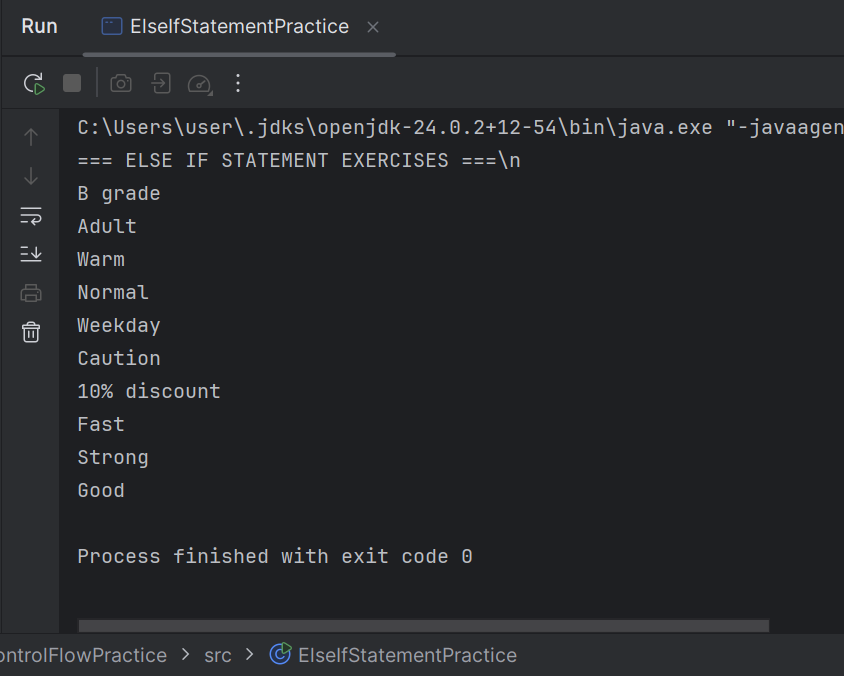 Run ElseIfStatementPractice
C:\Users\user\.jdks\openjdk-24.0.2+12-54\bin\java.exe "-javaagen
=== ELSE IF STATEMENT EXERCISES ===\n
B grade
Adult
Warm
Normal
Weekday
Caution
10% discount
Fast
Strong
Good
Process finished with exit code 0
ontrolFlowPractice > src > ElseIfStatementPractice